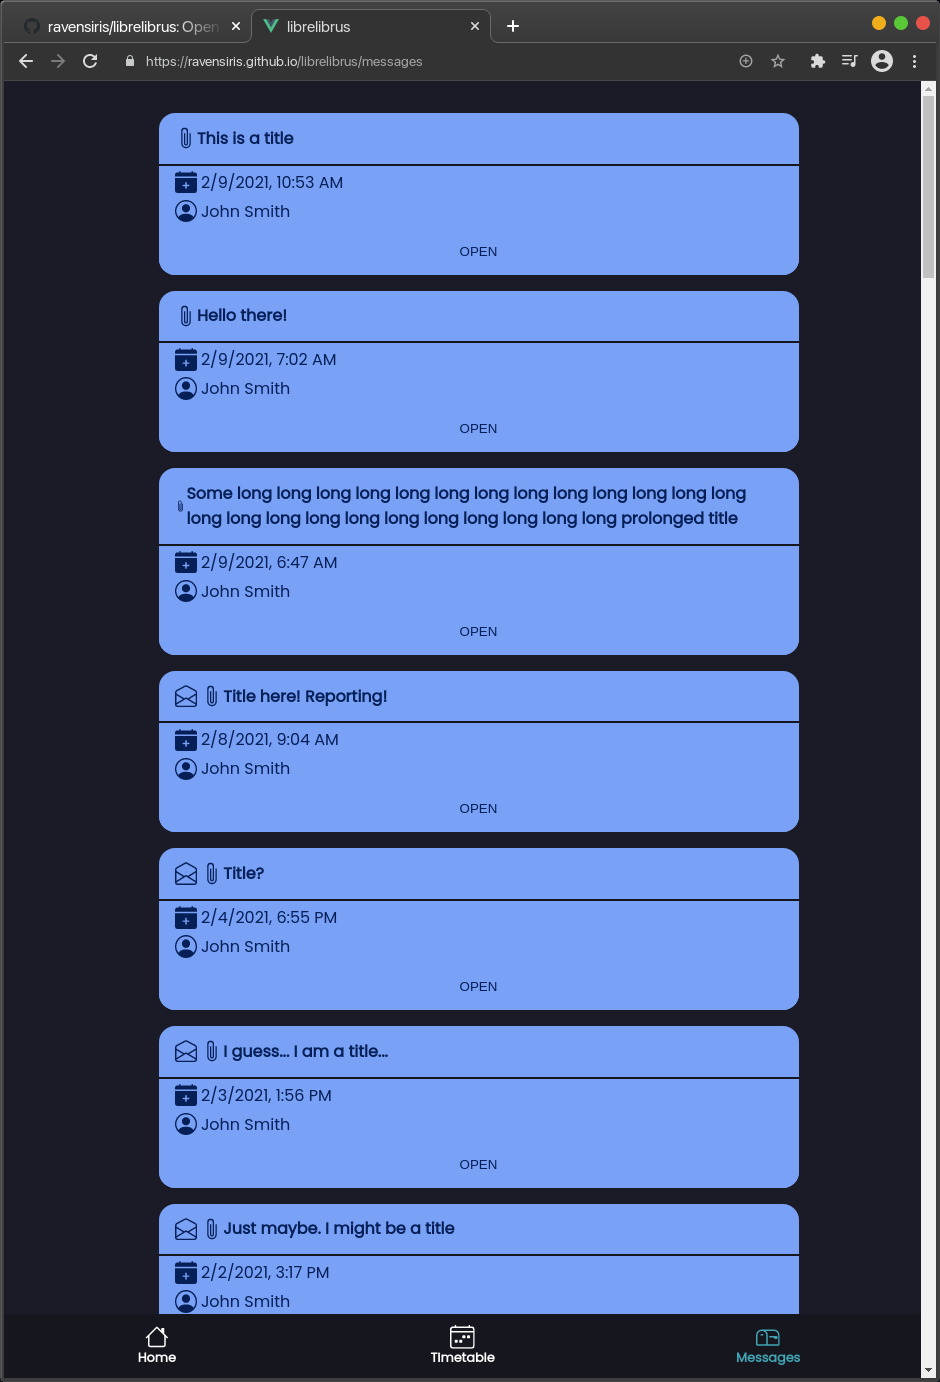 ravensiris/librelibrus: Open
librelibrus
https://ravensiris.github.io/librelibrus/messages
This is a title
2/9/2021, 10:53 AM
John Smith
OPEN
Hello there!
2/9/2021, 7:02 AM
John Smith
OPEN
Some long long long long long long long long long long long long long
long long long long long long long long long long long prolonged title
2/9/2021, 6:47 AM
John Smith
OPEN
Title here! Reporting!
2/8/2021, 9:04 AM
John Smith
OPEN
Title?
2/4/2021, 6:55 PM
John Smith
OPEN
I guess... I am a title...
2/3/2021, 1:56 PM
John Smith
OPEN
Just maybe. I might be a title
2/2/2021, 3:17 PM
John Smith
Home
Timetable
Messages